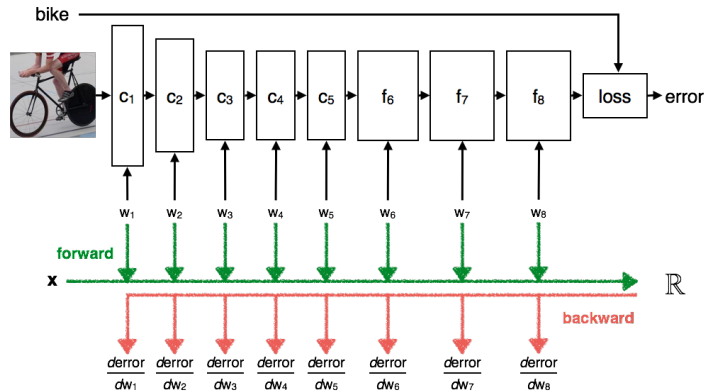 bike
c₁ c₂ c₃ c₄ c₅ f₆ f₇ f₈ loss error
w₁ w₂ w₃ w₄ w₅ w₆ w₇ w₈
forward
x ℝ
backward
derror derror derror derror derror derror derror derror
dw₁ dw₂ dw₃ dw₄ dw₅ dw₆ dw₇ dw₈